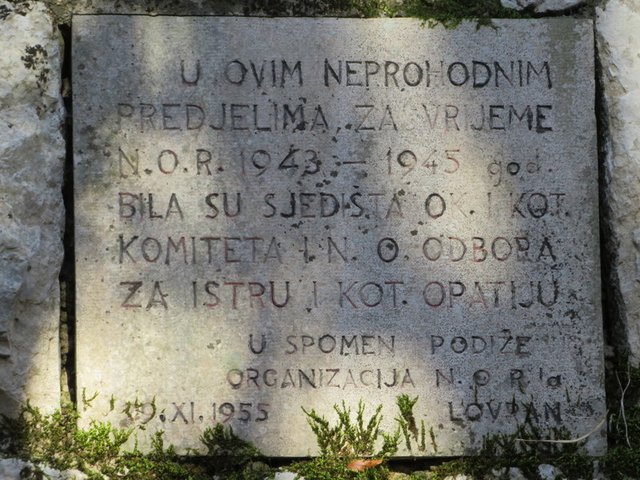 U OVIM NEPROHODNIM
PREDJELIMA, ZA VRIJEME
N.O.R. 1943 – 1945 god.
BILA SU SJEDIŠTA OK. I KOT.
KOMITETA I N. O. ODBORA
ZA ISTRU I KOT. OPATIJU
U SPOMEN PODIŽE
ORGANIZACIJA N.O.R'a
XI. 1955 LOVRAN